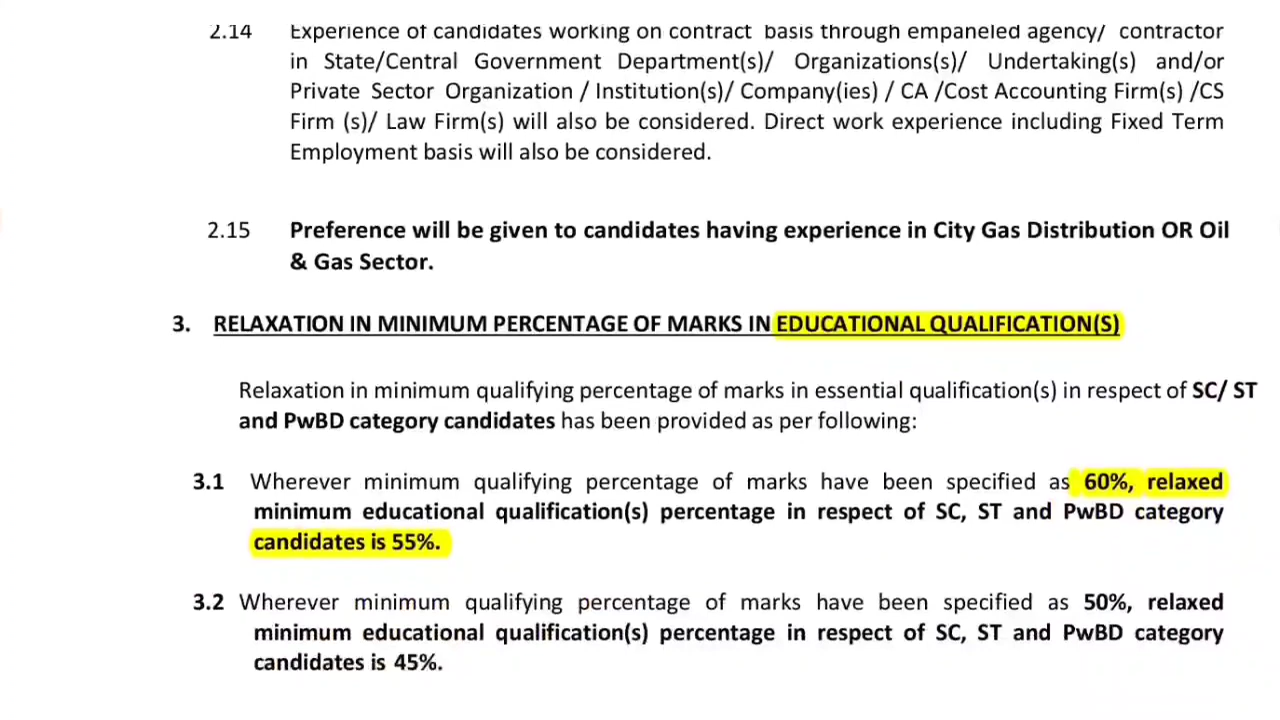 2.14 Experience of candidates working on contract basis through empaneled agency/ contractor
in State/Central Government Department(s)/ Organizations(s)/ Undertaking(s) and/or
Private Sector Organization / Institution(s)/ Company(ies) / CA /Cost Accounting Firm(s) /CS
Firm (s)/ Law Firm(s) will also be considered. Direct work experience including Fixed Term
Employment basis will also be considered.
2.15 Preference will be given to candidates having experience in City Gas Distribution OR Oil
& Gas Sector.
3. RELAXATION IN MINIMUM PERCENTAGE OF MARKS IN EDUCATIONAL QUALIFICATION(S)
Relaxation in minimum qualifying percentage of marks in essential qualification(s) in respect of SC/ ST
and PwBD category candidates has been provided as per following:
3.1 Wherever minimum qualifying percentage of marks have been specified as 60%, relaxed
minimum educational qualification(s) percentage in respect of SC, ST and PwBD category
candidates is 55%.
3.2 Wherever minimum qualifying percentage of marks have been specified as 50%, relaxed
minimum educational qualification(s) percentage in respect of SC, ST and PwBD category
candidates is 45%.